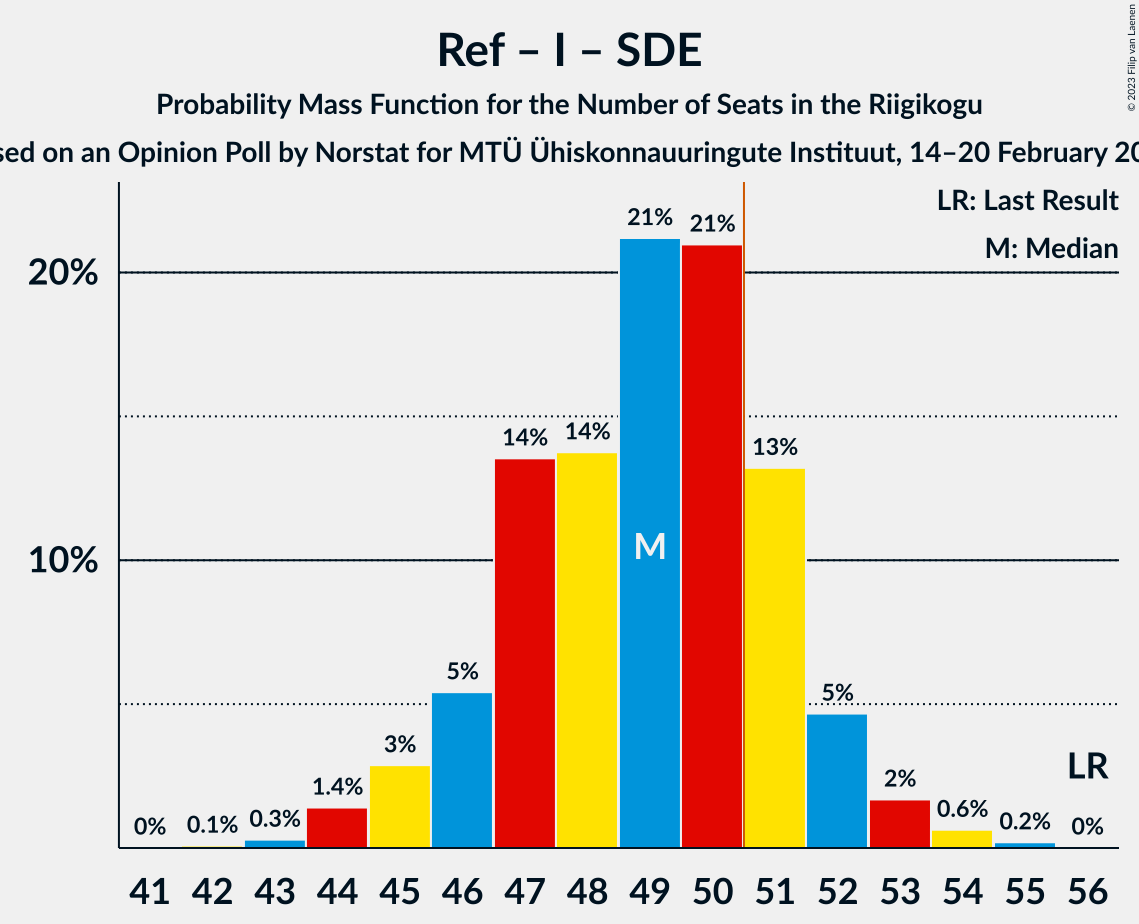 Ref – I – SDE
Probability Mass Function for the Number of Seats in the Riigikogu
on an Opinion Poll by Norstat for MTÜ Ühiskonnauuringute Instituut, 14–20 February
© 2023 Filip van Laenen
LR: Last Result
M: Median
20%
10%
0% 0.1% 0.3% 1.4% 3% 5% 14% 14% 21% 21% 13% 5% 2% 0.6% 0.2% 0%
M
LR
41 42 43 44 45 46 47 48 49 50 51 52 53 54 55 56